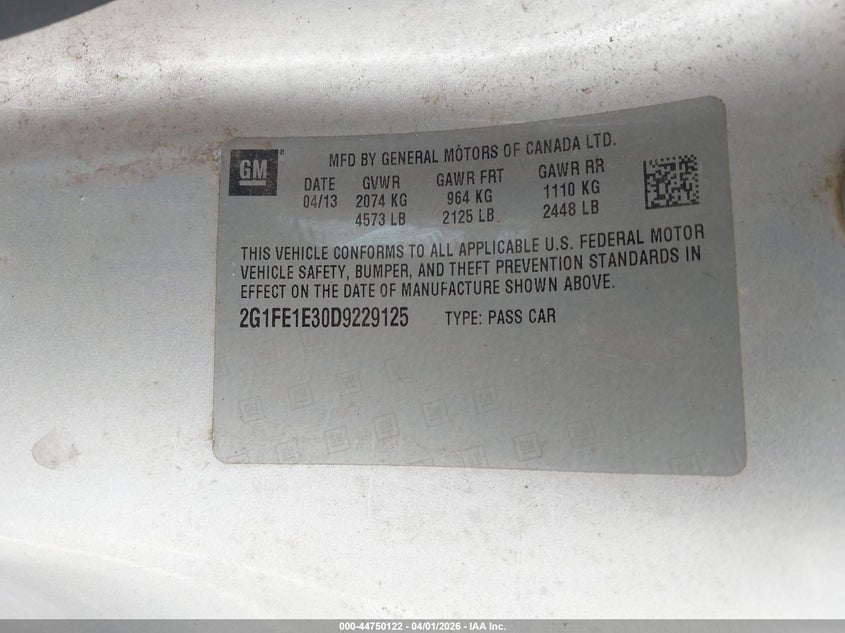 GM®
MFD BY GENERAL MOTORS OF CANADA LTD.
DATE GVWR GAWR FRT GAWR RR
04/13 2074 KG 964 KG 1110 KG
4573 LB 2125 LB 2448 LB
THIS VEHICLE CONFORMS TO ALL APPLICABLE U.S. FEDERAL MOTOR
VEHICLE SAFETY, BUMPER, AND THEFT PREVENTION STANDARDS IN
EFFECT ON THE DATE OF MANUFACTURE SHOWN ABOVE.
2G1FE1E30D9229125 TYPE: PASS CAR
000-44750122 - 04/01/2026 - IAA Inc.